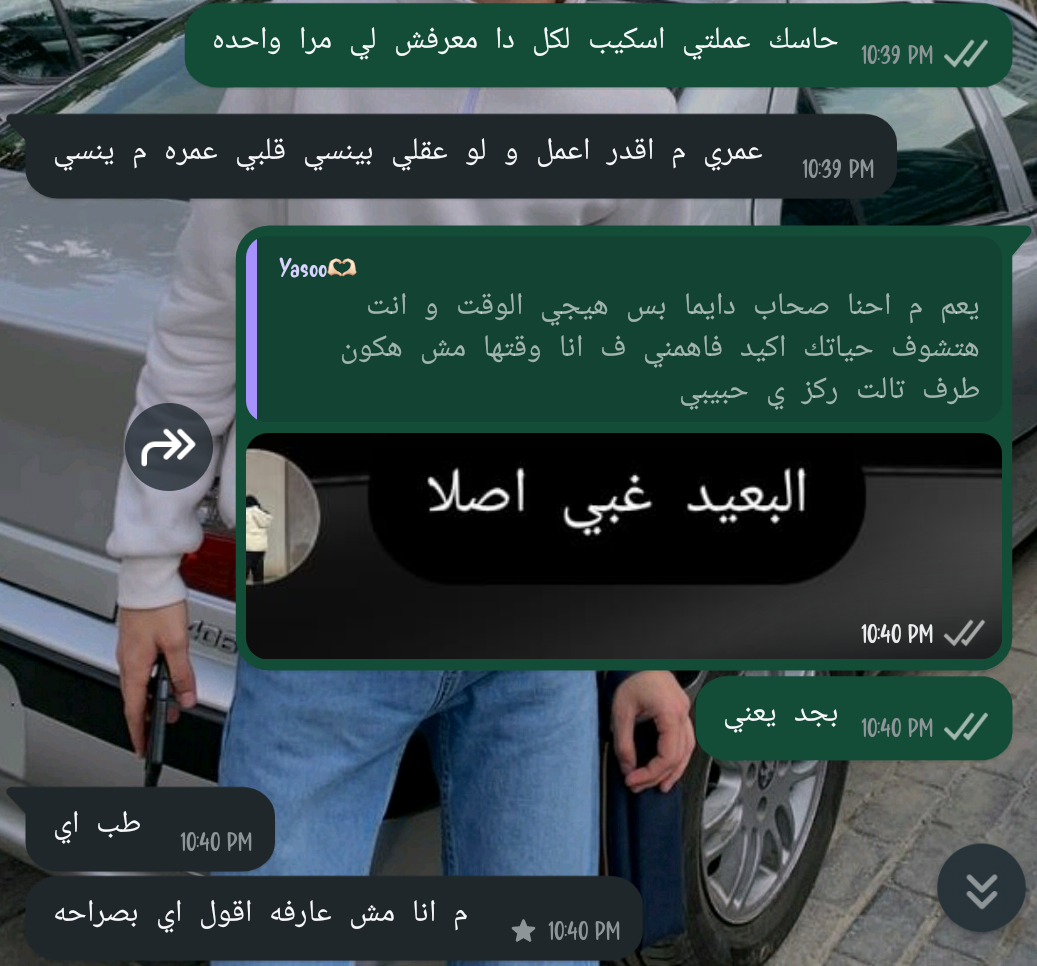 حاسك عملتي اسكيب لكل دا معرفش لي مرا واحده
10:39 PM
عمري م اقدر اعمل و لو عقلي بينسي قلبي عمره م ينسي
10:39 PM
Yasoo🫶🏻
يعم م احنا صحاب دايما بس هيجي الوقت و انت
هتشوف حياتك اكيد فاهمني ف انا وقتها مش هكون
طرف تالت ركز ي حبيبي
البعيد غبي اصلا
10:40 PM
بجد يعني
10:40 PM
طب اي
10:40 PM
م انا مش عارفه اقول اي بصراحه
10:40 PM
406